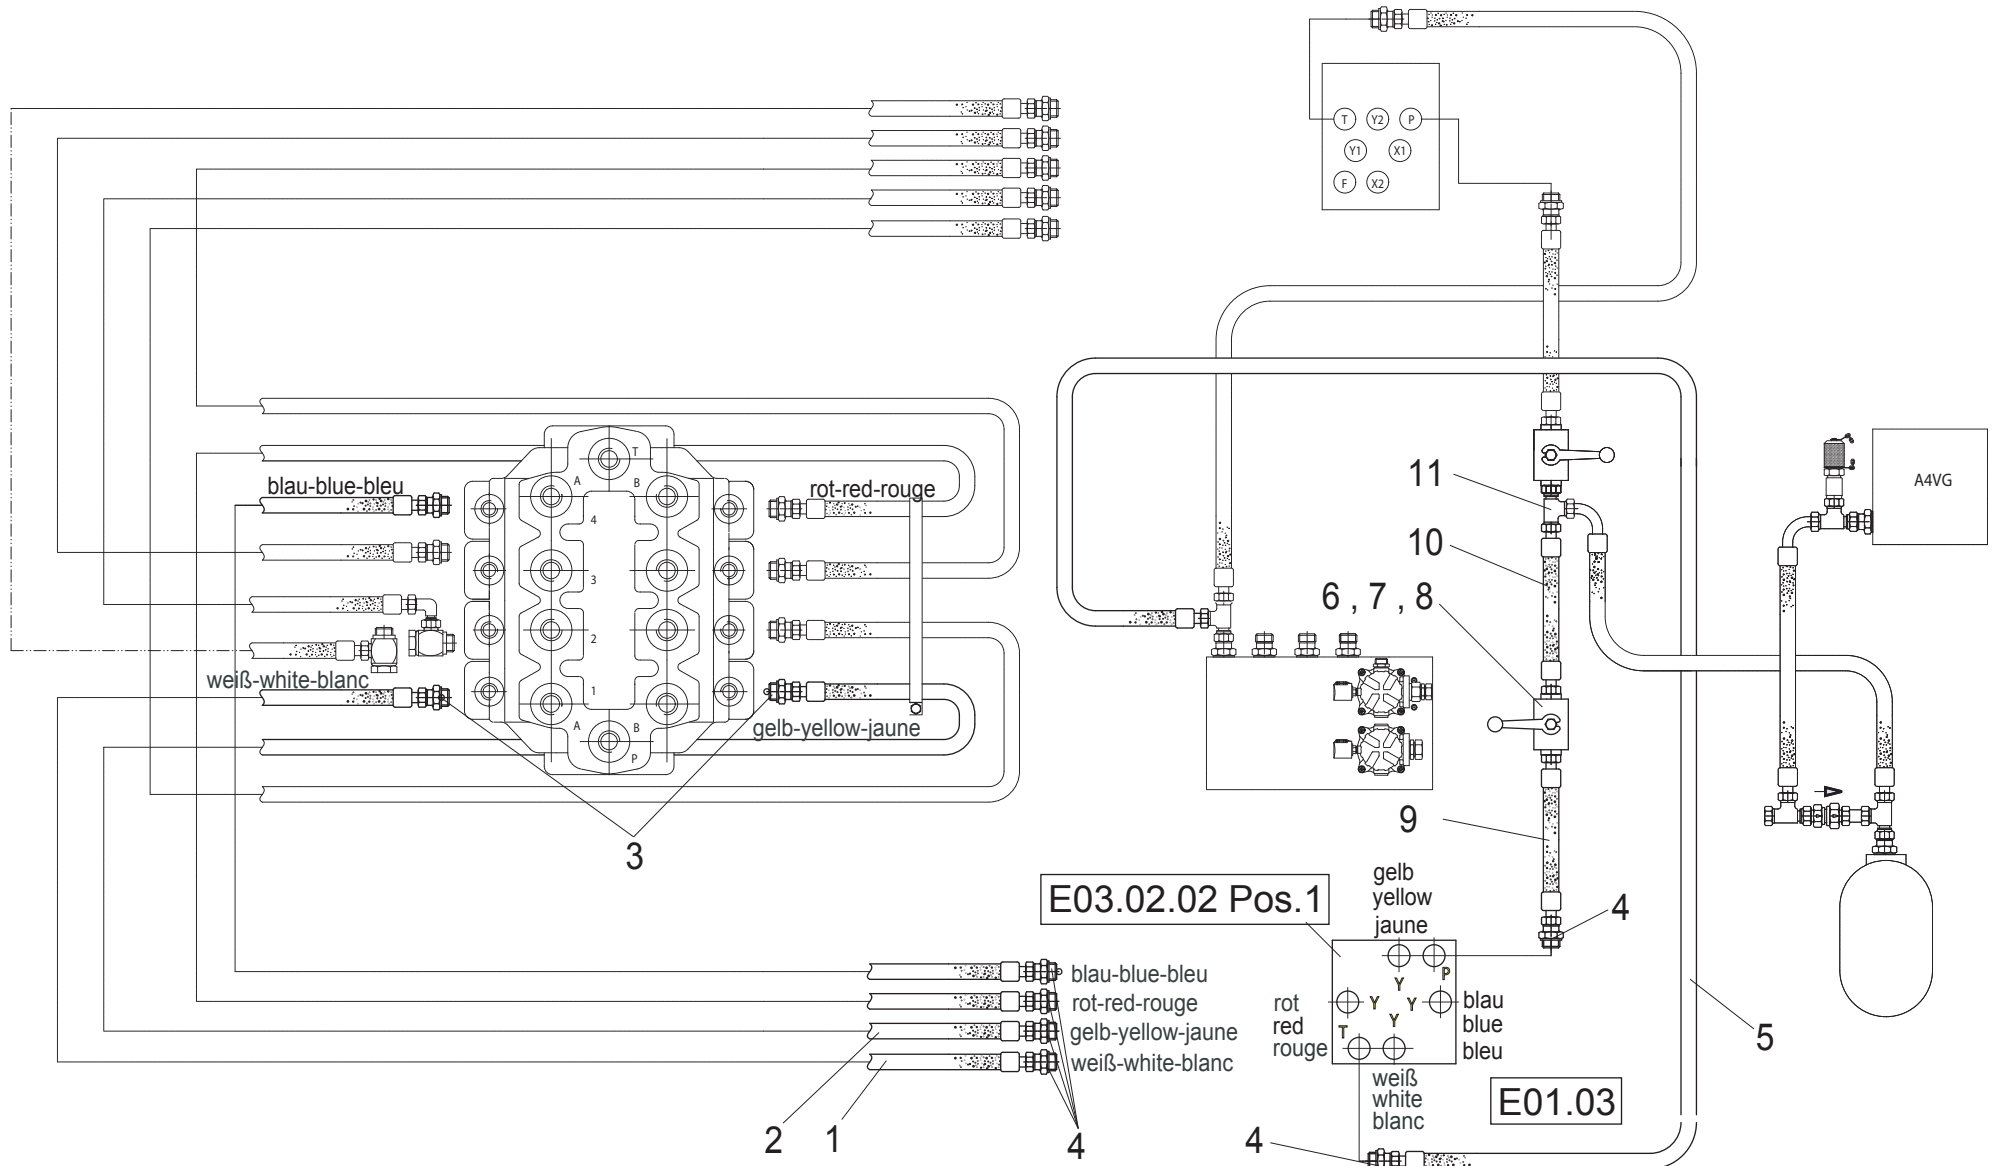 T
Y2
P
Y1
X1
F
X2
blau-blue-bleu
rot-red-rouge
T
A
B
4
3
2
1
A
B
P
weiß-white-blanc
gelb-yellow-jaune
3
11
10
6 , 7 , 8
9
A4VG
E03.02.02 Pos.1
gelb
yellow
jaune
4
P
Y
Y
Y
Y
T
rot
red
rouge
blau
blue
bleu
weiß
white
blanc
E01.03
5
blau-blue-bleu
rot-red-rouge
gelb-yellow-jaune
weiß-white-blanc
2
1
4
4